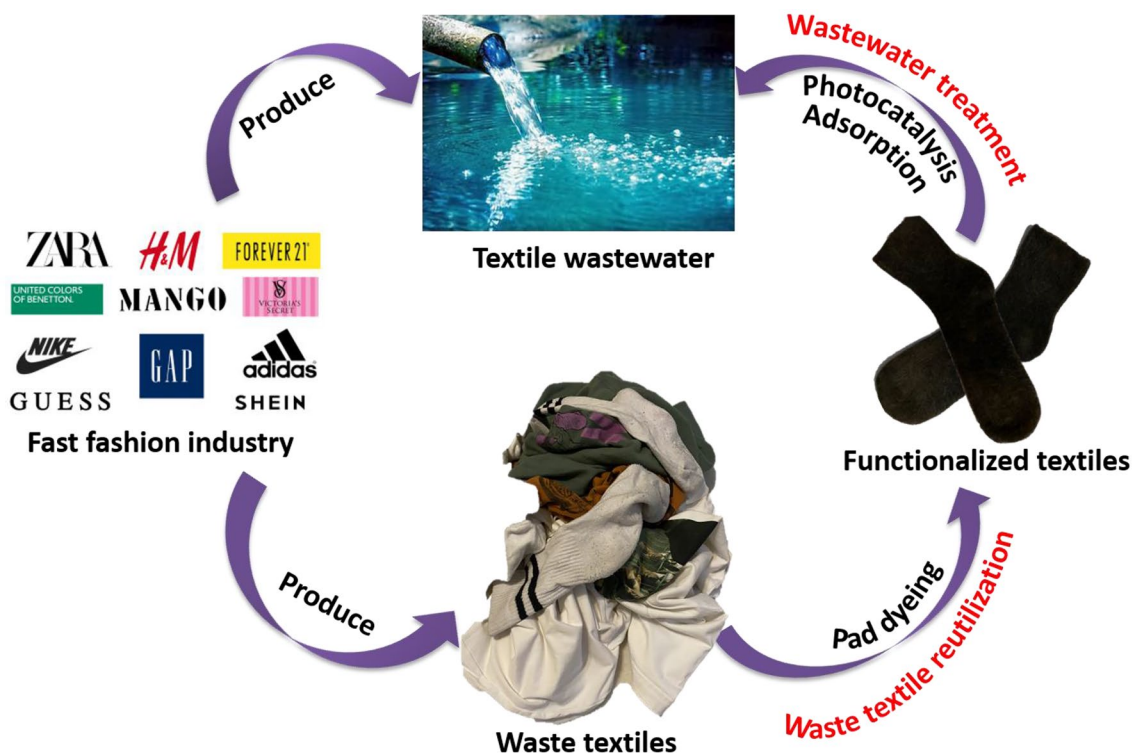 Produce
Textile wastewater
Wastewater treatment
Photocatalysis
Adsorption
ZARA
H&M
FOREVER 21
UNITED COLORS
OF BENETTON.
MANGO
VS
VICTORIA'S
SECRET
NIKE
GAP
adidas
GUESS
SHEIN
Fast fashion industry
Functionalized textiles
Produce
Waste textiles
Pad dyeing
Waste textile reutilization